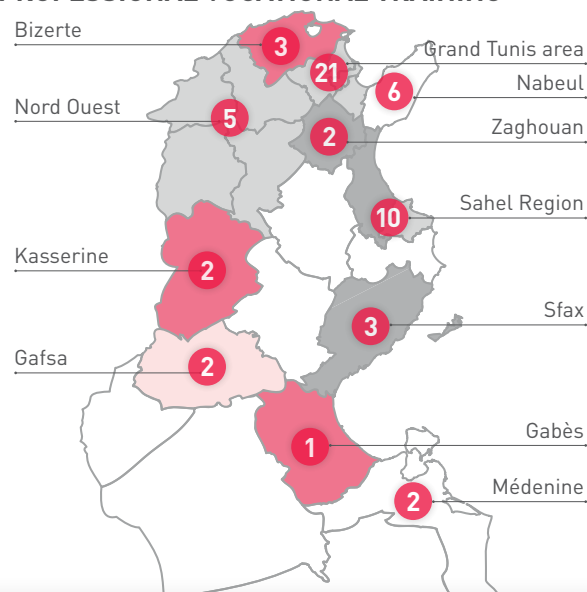 Bizerte
3
Grand Tunis area
21
Nabeul
6
Nord Ouest
5
Zaghouan
2
Sahel Region
10
Kasserine
2
Sfax
3
Gafsa
2
Gabès
1
Médenine
2